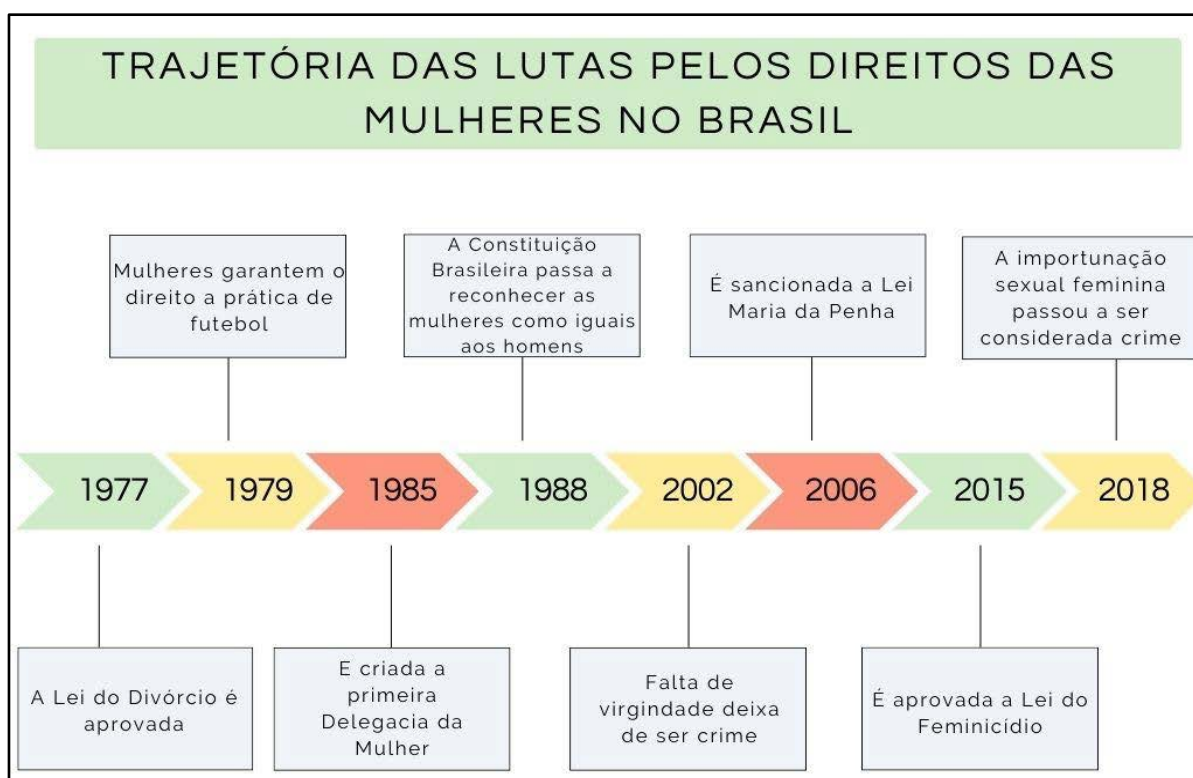 TRAJETÓRIA DAS LUTAS PELOS DIREITOS DAS
MULHERES NO BRASIL
Mulheres garantem o
direito a prática de
futebol
A Constituição
Brasileira passa a
reconhecer as
mulheres como iguais
aos homens
É sancionada a Lei
Maria da Penha
A importunação
sexual feminina
passou a ser
considerada crime
1977
1979
1985
1988
2002
2006
2015
2018
A Lei do Divórcio é
aprovada
E criada a
primeira
Delegacia da
Mulher
Falta de
virgindade deixa
de ser crime
É aprovada a Lei do
Feminicídio